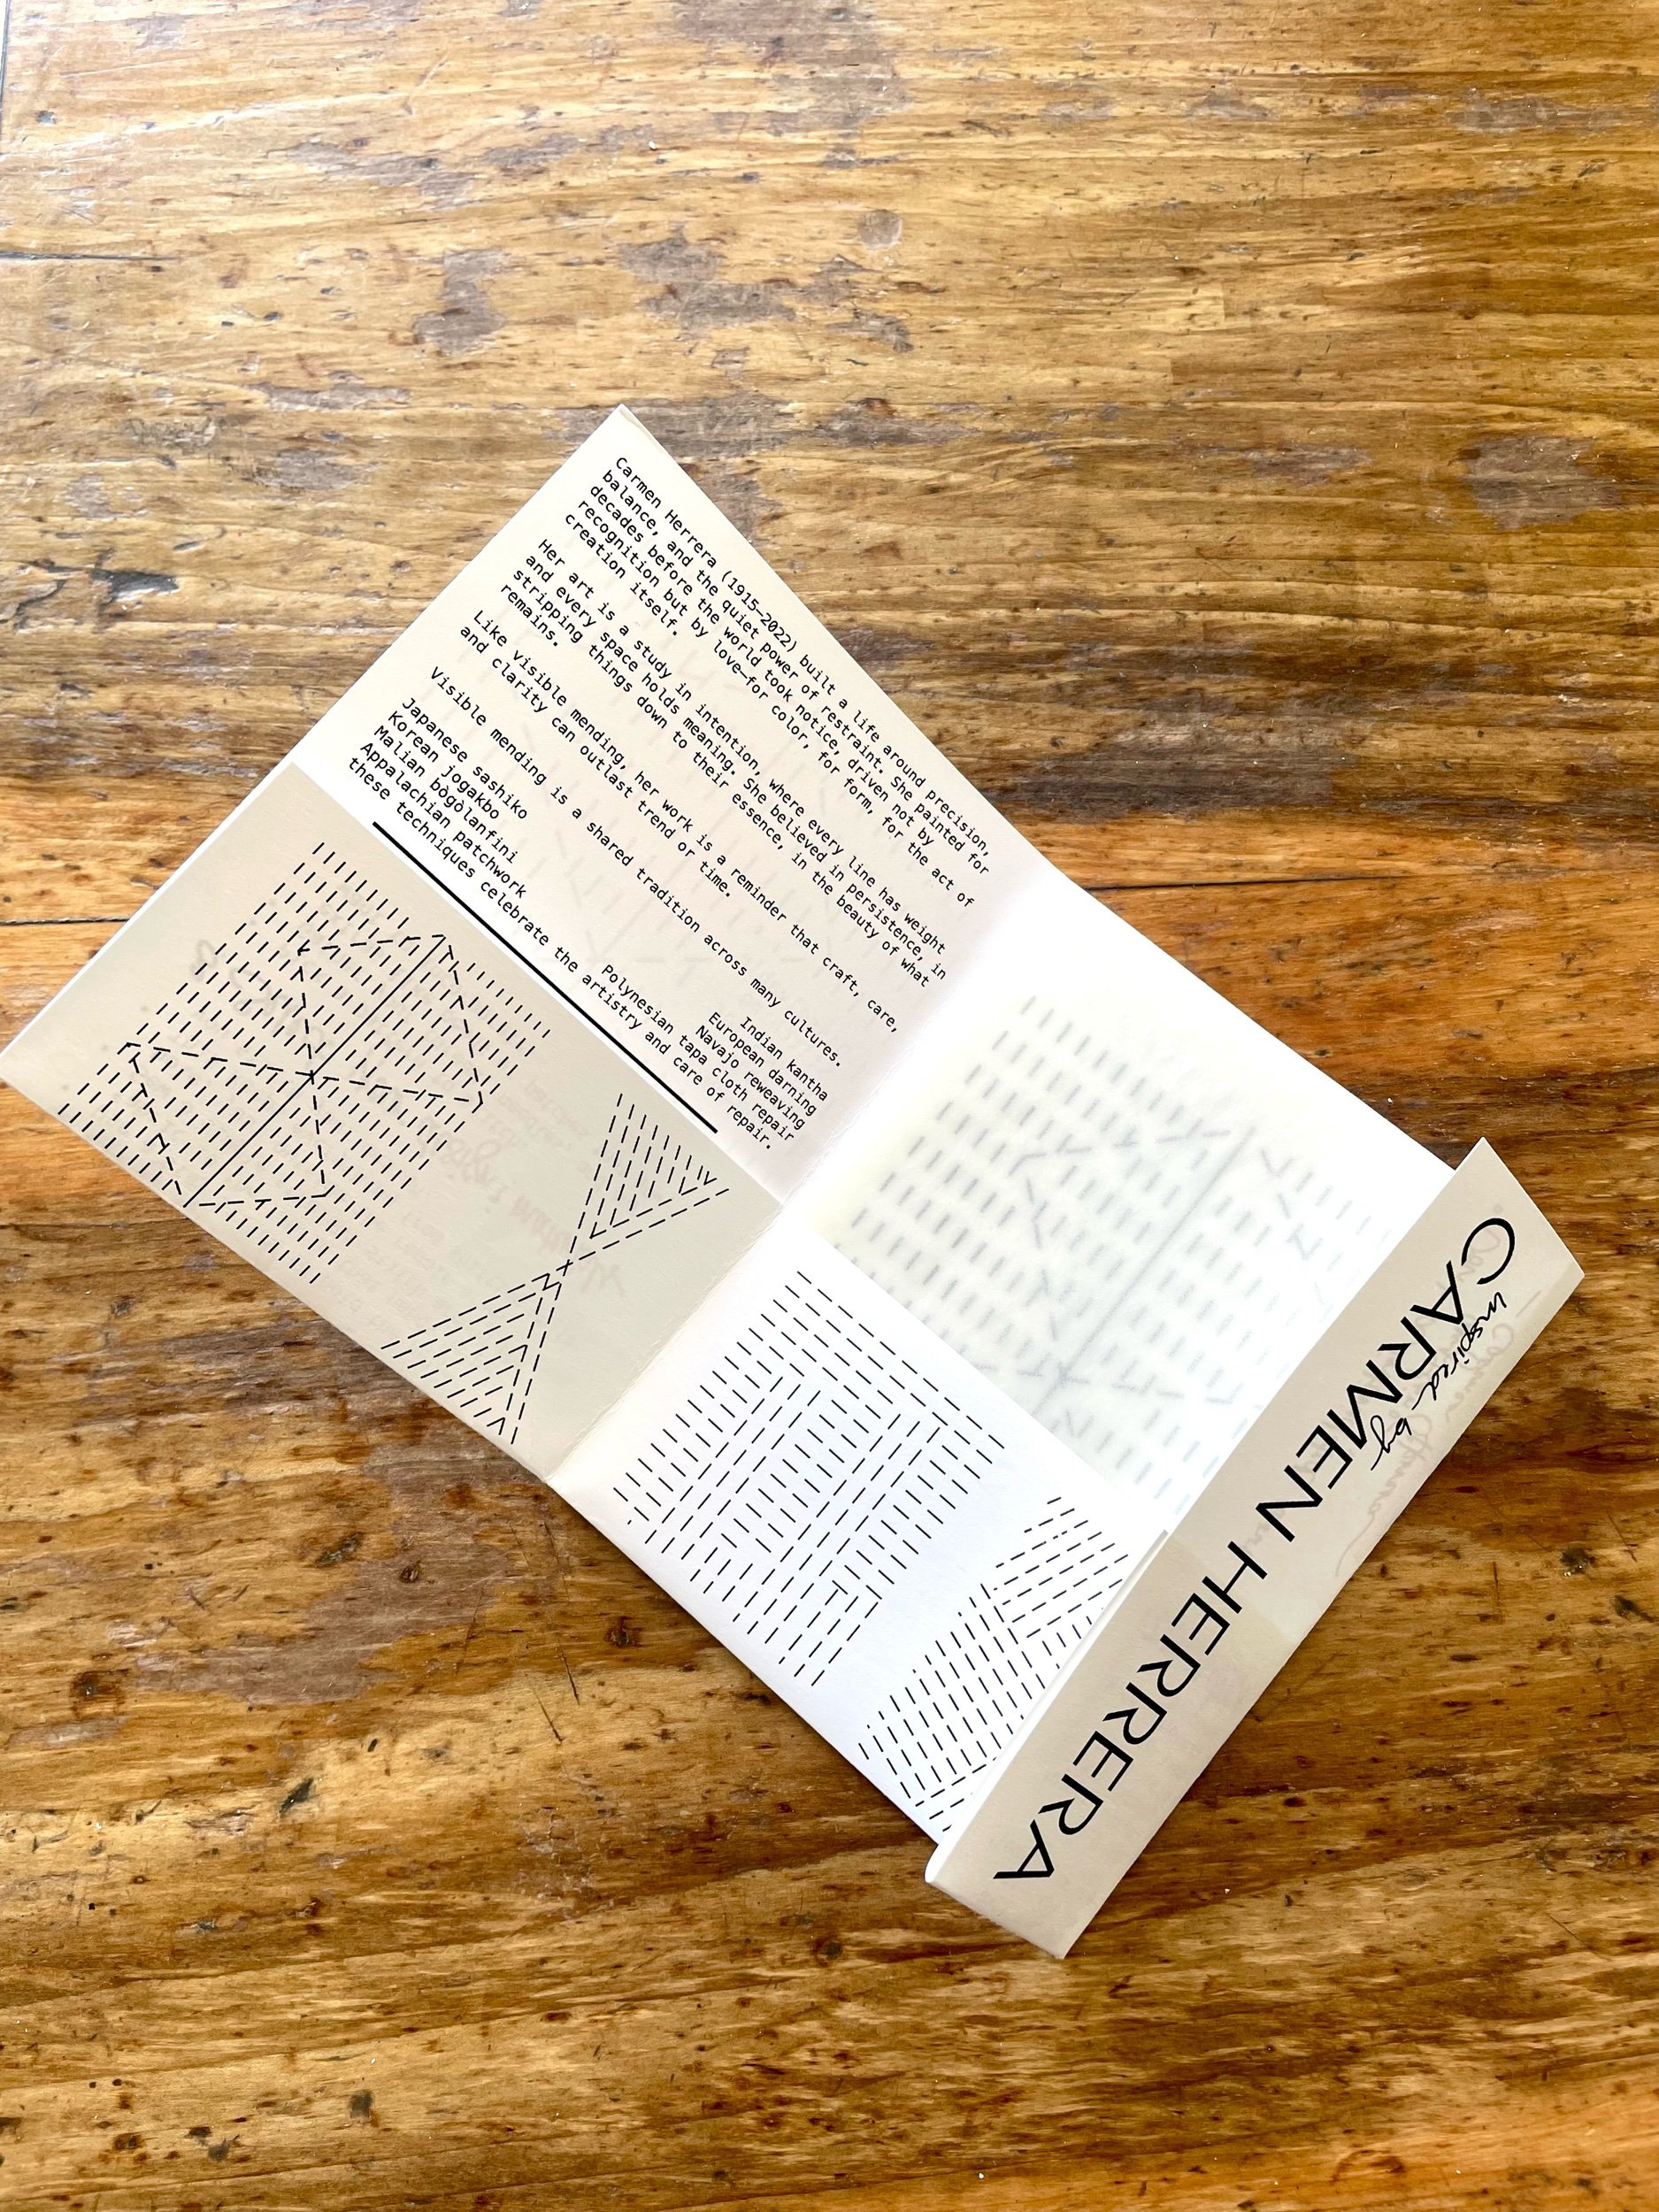 Carmen Herrera (1915–2022) built a life around precision,
balance, and the quiet power of restraint. She painted for
decades before the world took notice, driven not by
recognition but by love—for color, for form, for the act of
creation itself.
Her art is a study in intention, where every line has weight
and every space holds meaning. She believed in persistence, in
stripping things down to their essence, in the beauty of what
remains.
Like visible mending, her work is a reminder that craft, care,
and clarity can outlast trend or time.
Visible mending is a shared tradition across many cultures.
Japanese sashiko
Korean jogakbo
Malian bògòlanfini
Appalachian patchwork
Indian kantha
European darning
Navajo reweaving
Polynesian tapa cloth repair
these techniques celebrate the artistry and care of repair.
inspired by
CARMEN HERRERA